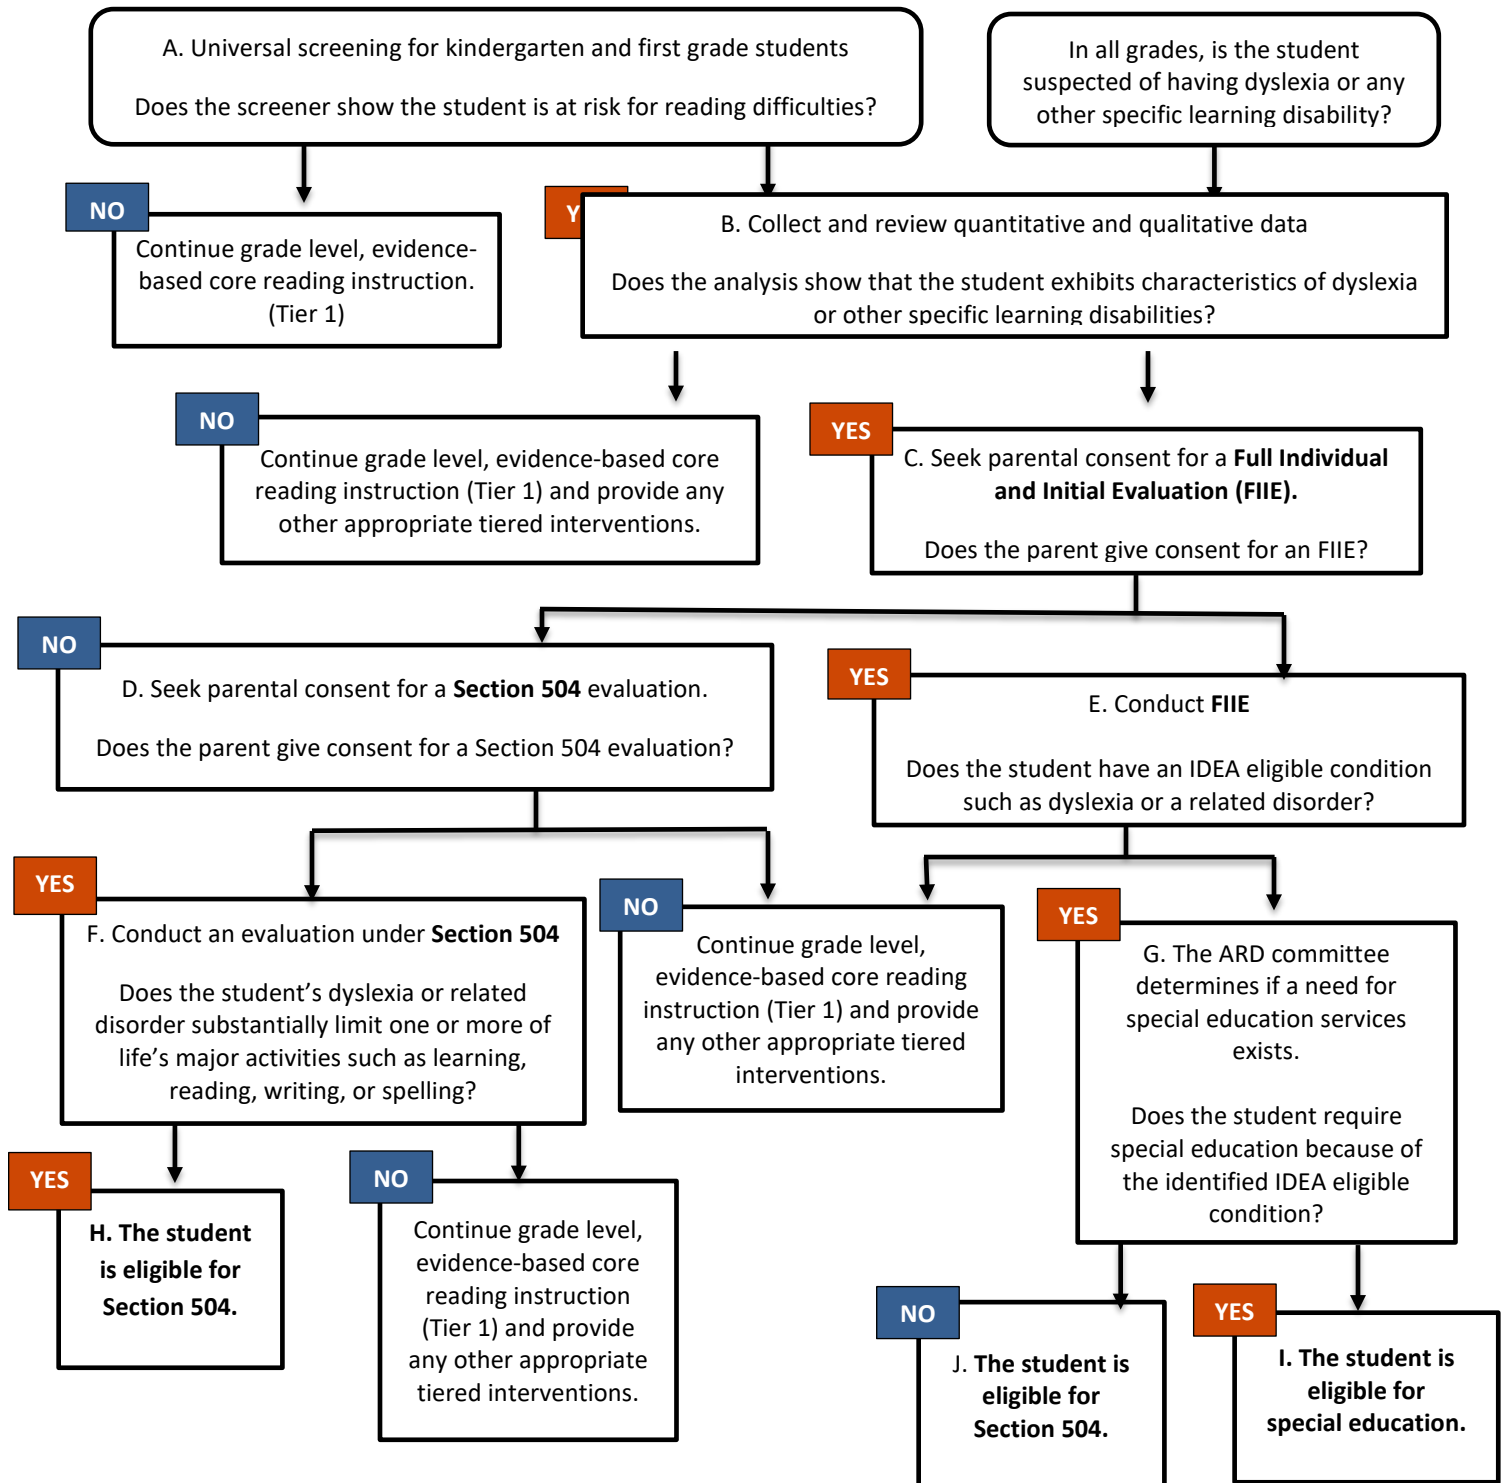 A. Universal screening for kindergarten and first grade students
Does the screener show the student is at risk for reading difficulties?
In all grades, is the student
suspected of having dyslexia or any
other specific learning disability?
NO
Continue grade level, evidence-
based core reading instruction.
(Tier 1)
Y
B. Collect and review quantitative and qualitative data
Does the analysis show that the student exhibits characteristics of dyslexia
or other specific learning disabilities?
NO
Continue grade level, evidence-based core
reading instruction (Tier 1) and provide any
other appropriate tiered interventions.
YES
C. Seek parental consent for a Full Individual
and Initial Evaluation (FIIE).
Does the parent give consent for an FIIE?
NO
D. Seek parental consent for a Section 504 evaluation.
Does the parent give consent for a Section 504 evaluation?
YES
E. Conduct FIIE
Does the student have an IDEA eligible condition
such as dyslexia or a related disorder?
YES
F. Conduct an evaluation under Section 504
Does the student’s dyslexia or related
disorder substantially limit one or more of
life’s major activities such as learning,
reading, writing, or spelling?
NO
Continue grade level,
evidence-based core reading
instruction (Tier 1) and provide
any other appropriate tiered
interventions.
YES
G. The ARD committee
determines if a need for
special education services
exists.
Does the student require
special education because of
the identified IDEA eligible
condition?
YES
H. The student
is eligible for
Section 504.
NO
Continue grade level,
evidence-based core
reading instruction
(Tier 1) and provide
any other appropriate
tiered interventions.
NO
J. The student is
eligible for
Section 504.
YES
I. The student is
eligible for
special education.